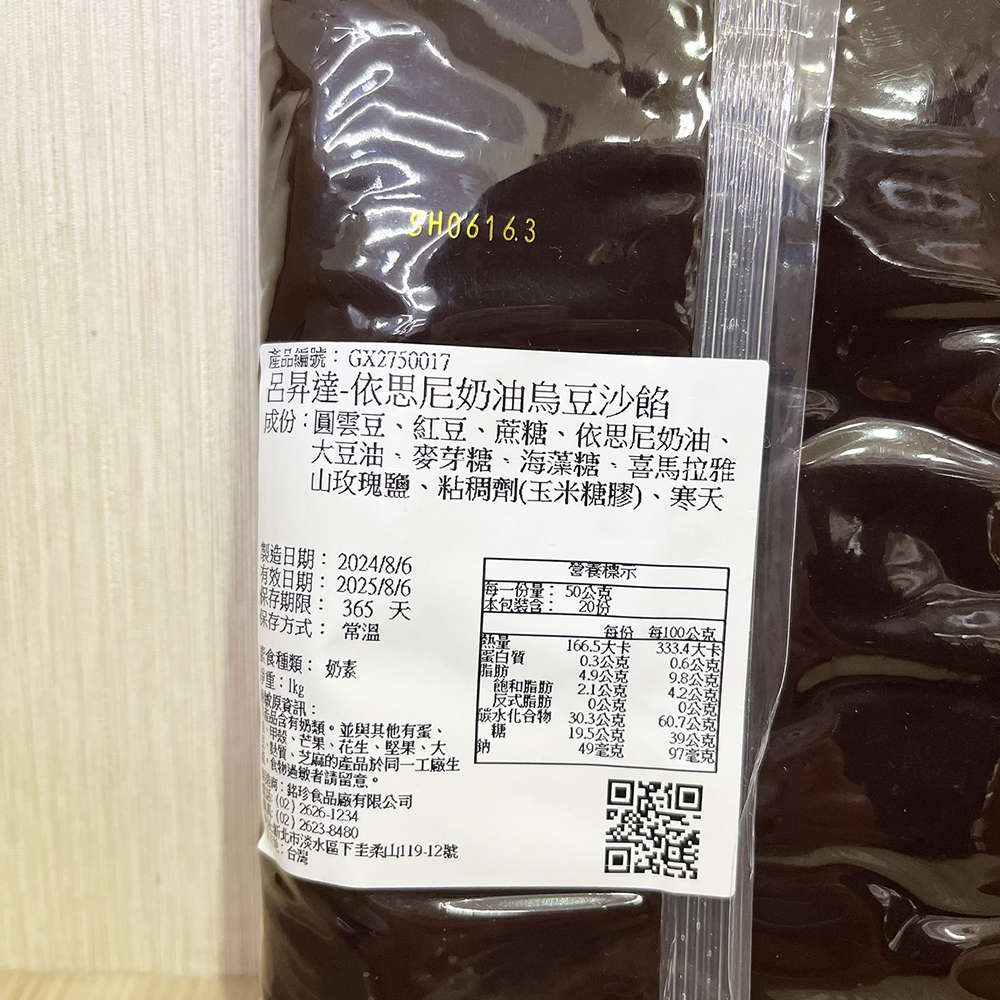 SH0616.3
產品編號：GX2750017
呂昇達-依思尼奶油烏豆沙餡
成份：圓雲豆、紅豆、蔗糖、依思尼奶油、
大豆油、麥芽糖、海藻糖、喜馬拉雅
山玫瑰鹽、粘稠劑(玉米糖膠)、寒天
製造日期：2024/8/6
有效日期：2025/8/6
保存期限：365 天
保存方式：常溫
素食種類：奶素
淨重：1kg
敏原資訊：
產品含有奶類。並與其他有蛋、
甲殼、芒果、花生、堅果、大
麩質、芝麻的產品於同一工廠生
食物過敏者請留意。
銘珍食品廠有限公司
(02) 2626-1234
(02) 2623-8480
新北市淡水區下圭柔山119-12號
台灣
營養標示
每一份量：50公克
本包裝含：20份
每份 每100公克
熱量 166.5大卡 333.4大卡
蛋白質 0.3公克 0.6公克
脂肪 4.9公克 9.8公克
飽和脂肪 2.1公克 4.2公克
反式脂肪 0公克 0公克
碳水化合物 30.3公克 60.7公克
糖 19.5公克 39公克
鈉 49毫克 97毫克